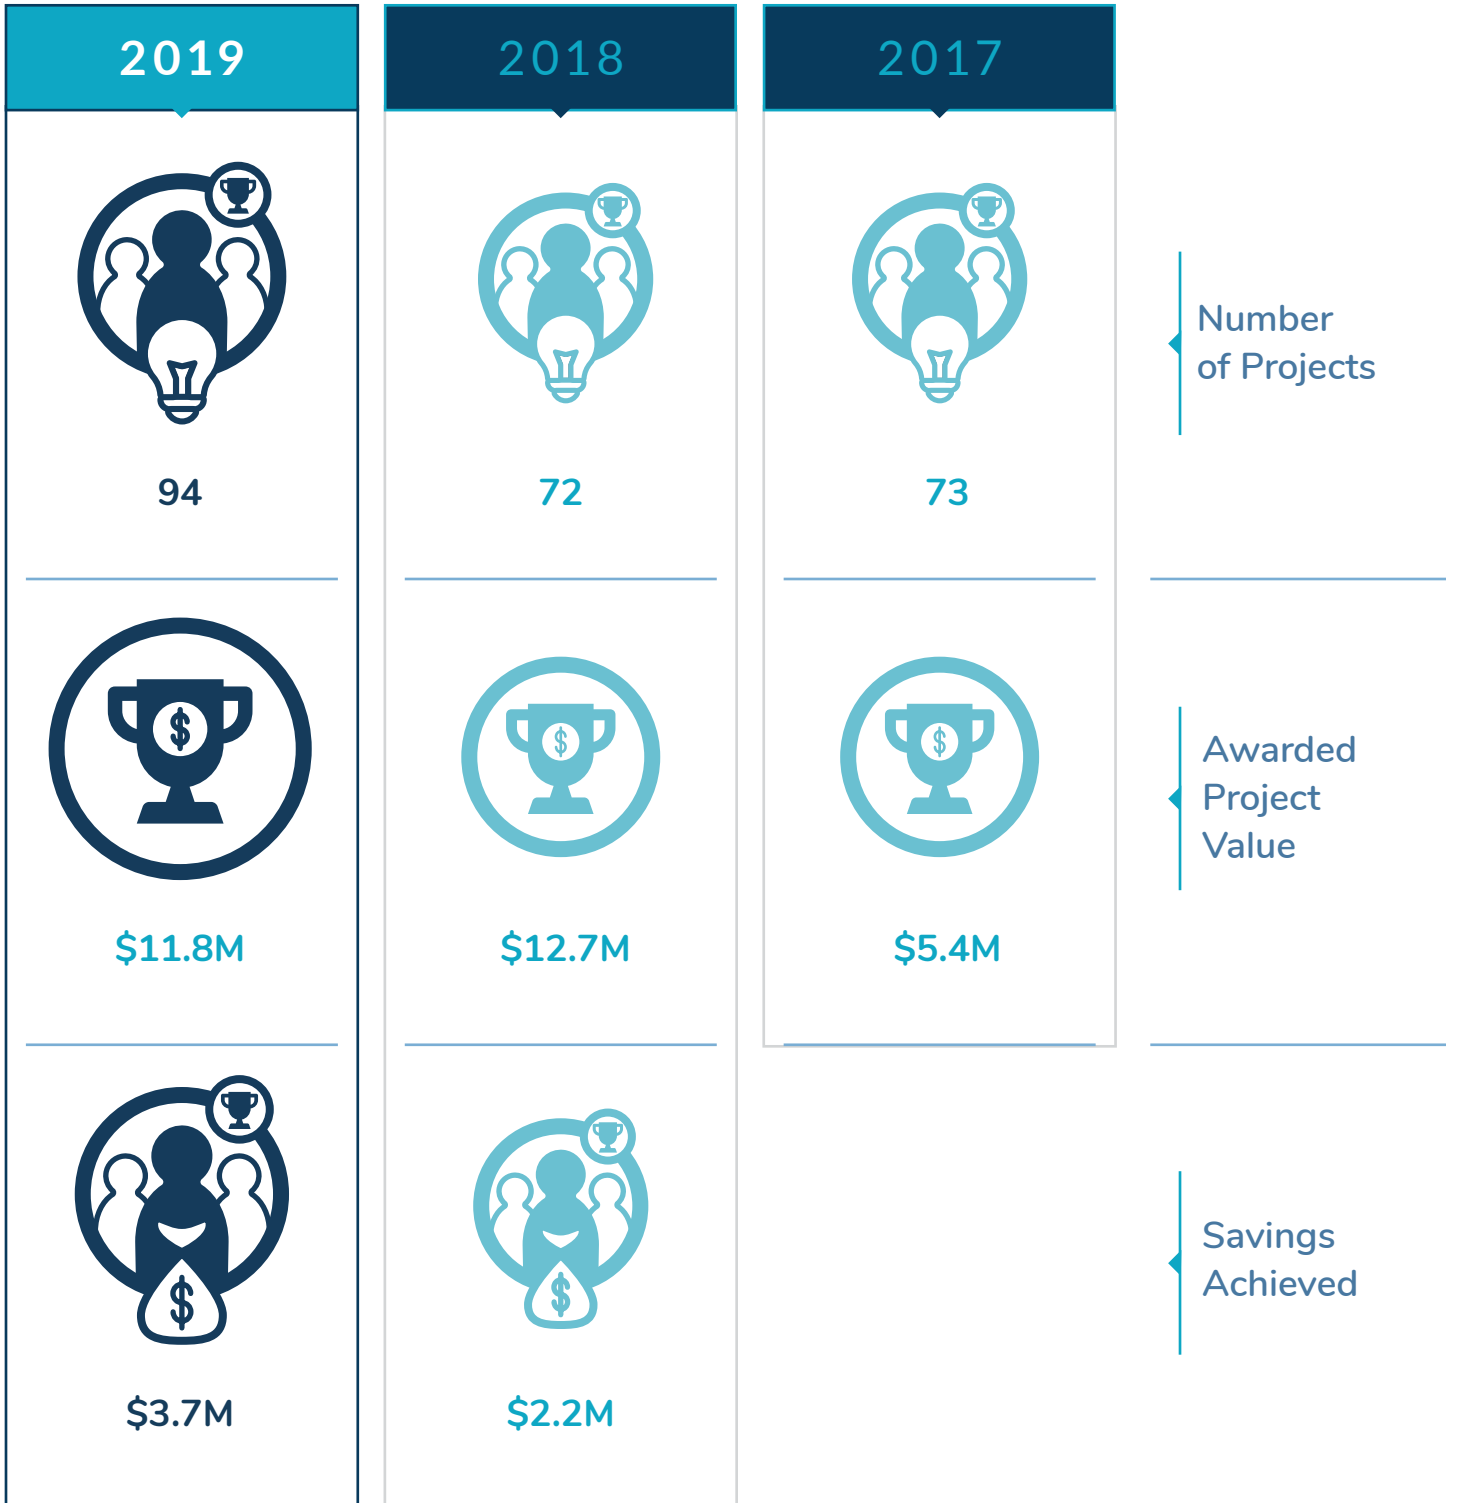 2019 2018 2017
94 72 73
Number
of Projects
$11.8M $12.7M $5.4M
Awarded
Project
Value
$3.7M $2.2M
Savings
Achieved